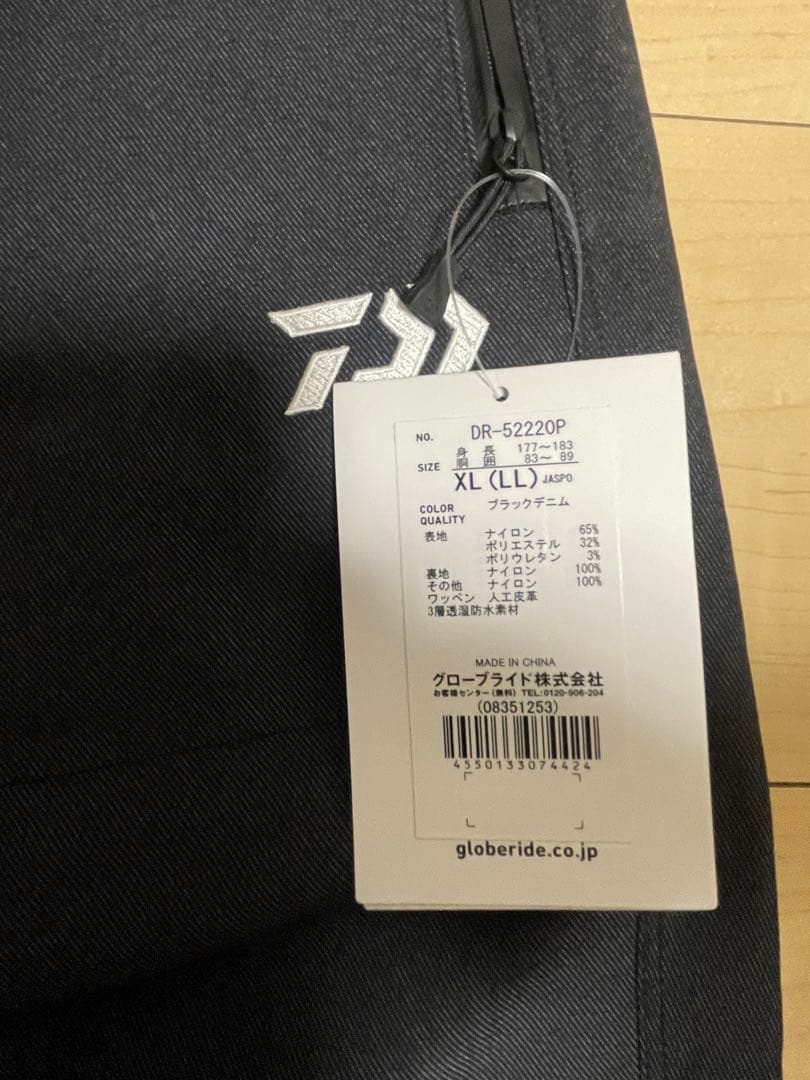 NO. DR-52220P
SIZE 身長 177~183
胴囲 83~ 89
XL(LL) JASPO
COLOR ブラックデニム
QUALITY
表地 ナイロン 65%
ポリエステル 32%
ポリウレタン 3%
裏地 ナイロン 100%
その他 ナイロン 100%
ワッペン 人工皮革
3層透湿防水素材
MADE IN CHINA
グローブライド株式会社
お客様センター(無料) TEL:0120-506-204
(08351253)
4550133074424
globeride.co.jp